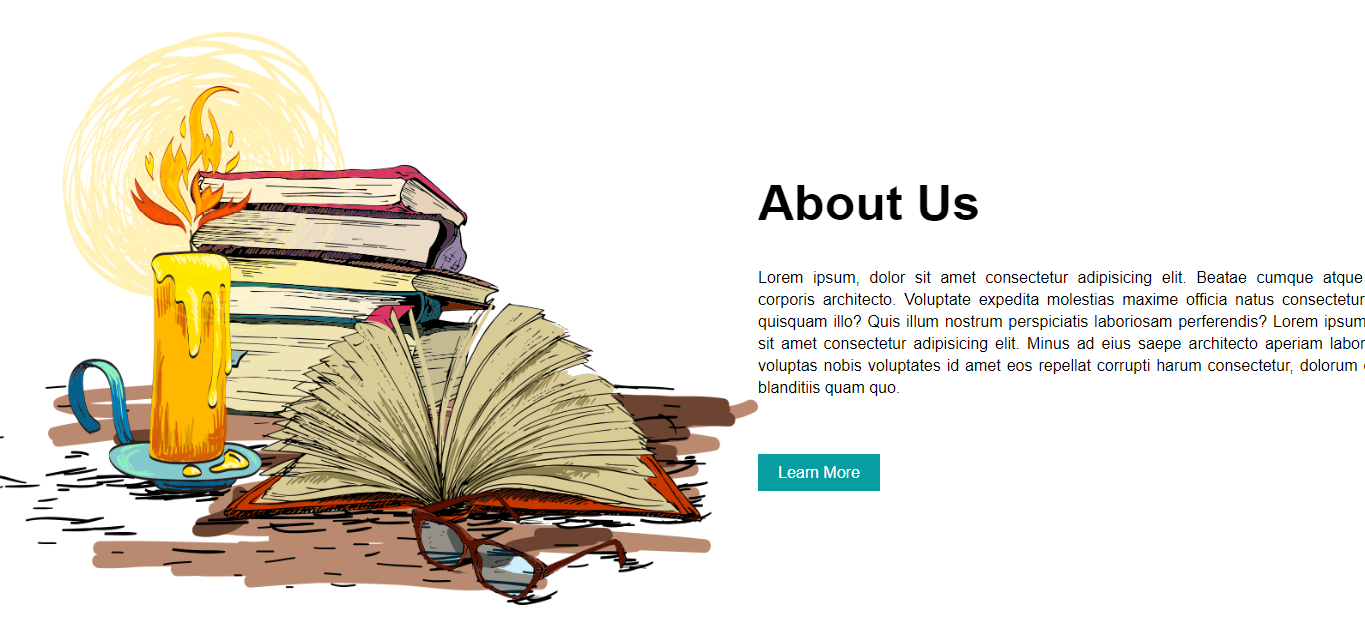 About Us
Lorem ipsum, dolor sit amet consectetur adipisicing elit. Beatae cumque atque
corporis architecto. Voluptate expedita molestias maxime officia natus consectetur
quisquam illo? Quis illum nostrum perspiciatis laboriosam perferendis? Lorem ipsum
sit amet consectetur adipisicing elit. Minus ad eius saepe architecto aperiam
voluptas nobis voluptates id amet eos repellat corrupti harum consectetur, dolorum
blanditiis quam quo.
Learn More